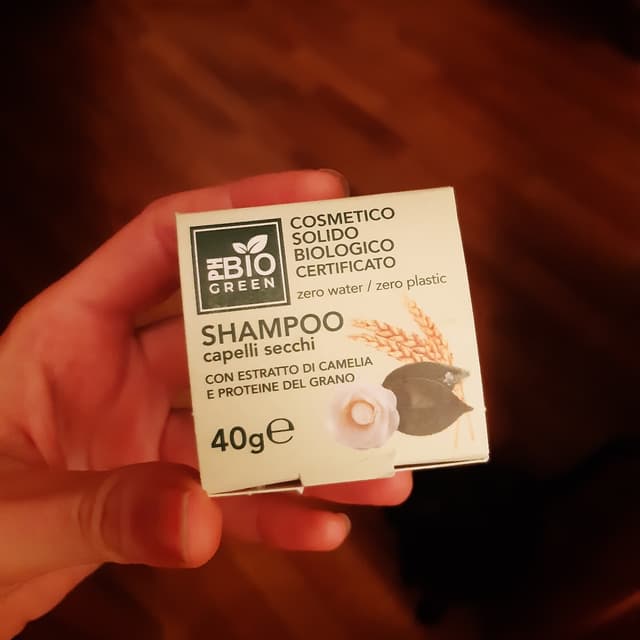 PH BIO
GREEN
COSMETICO
SOLIDO
BIOLOGICO
CERTIFICATO
zero water / zero plastic
SHAMPOO
capelli secchi
CON ESTRATTO DI CAMELIA
E PROTEINE DEL GRANO
40g℮